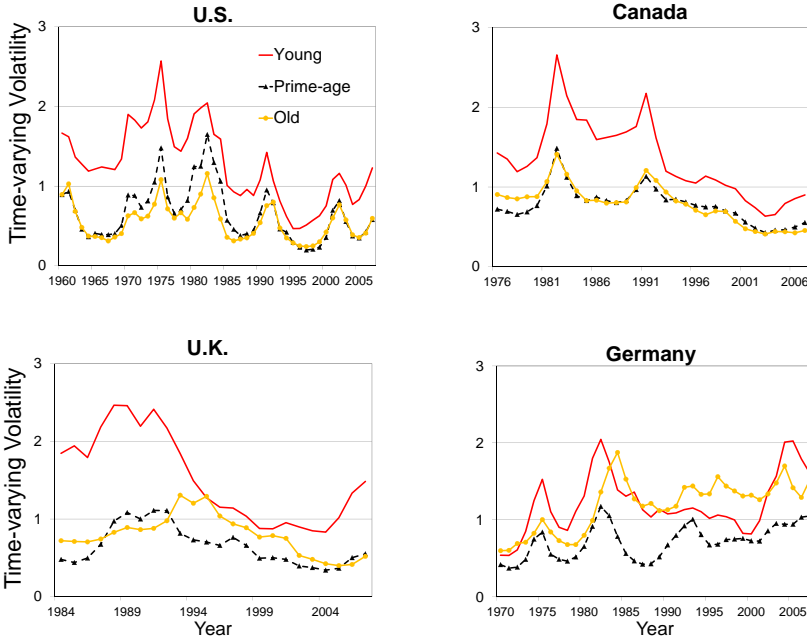 U.S.
Canada
Time-varying Volatility
3
2
1
0
Young
Prime-age
Old
1960 1965 1970 1975 1980 1985 1990 1995 2000 2005
3
2
1
0
1976 1981 1986 1991 1996 2001 2006
U.K.
Germany
Time-varying Volatility
3
2
1
0
1984 1989 1994 1999 2004
Year
3
2
1
0
1970 1975 1980 1985 1990 1995 2000 2005
Year